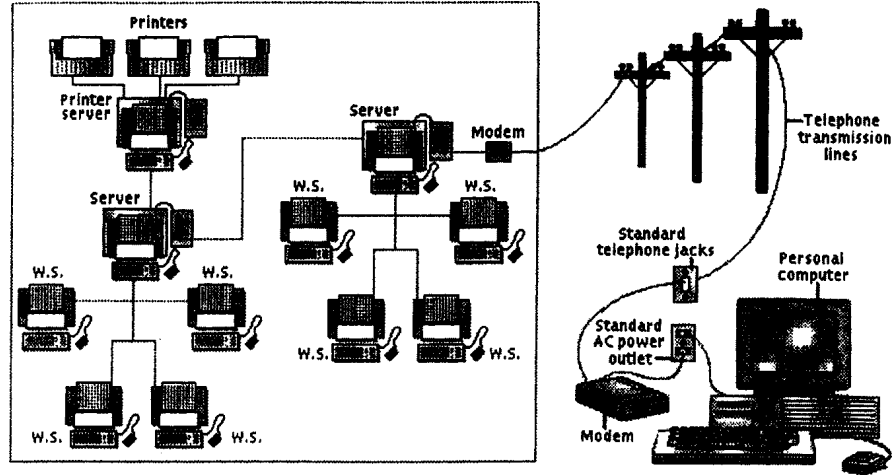 Printers
Printer
server
Server
Modem
Telephone
transmission
lines
W.S.
W.S.
Server
Standard
telephone jacks
Personal
computer
W.S.
W.S.
Standard
AC power
outlet
W.S.
W.S.
Modem
W.S.
W.S.